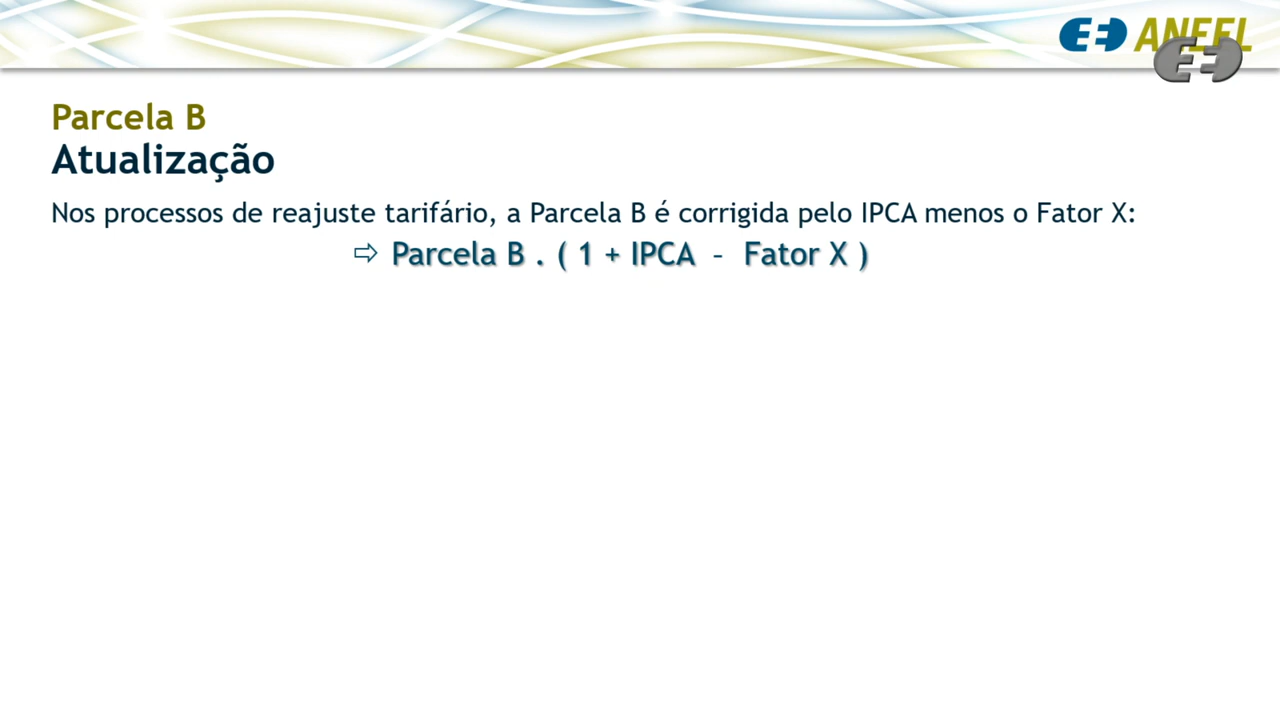 ANEEL
Parcela B
Atualização
Nos processos de reajuste tarifário, a Parcela B é corrigida pelo IPCA menos o Fator X:
⇨ Parcela B . ( 1 + IPCA – Fator X )